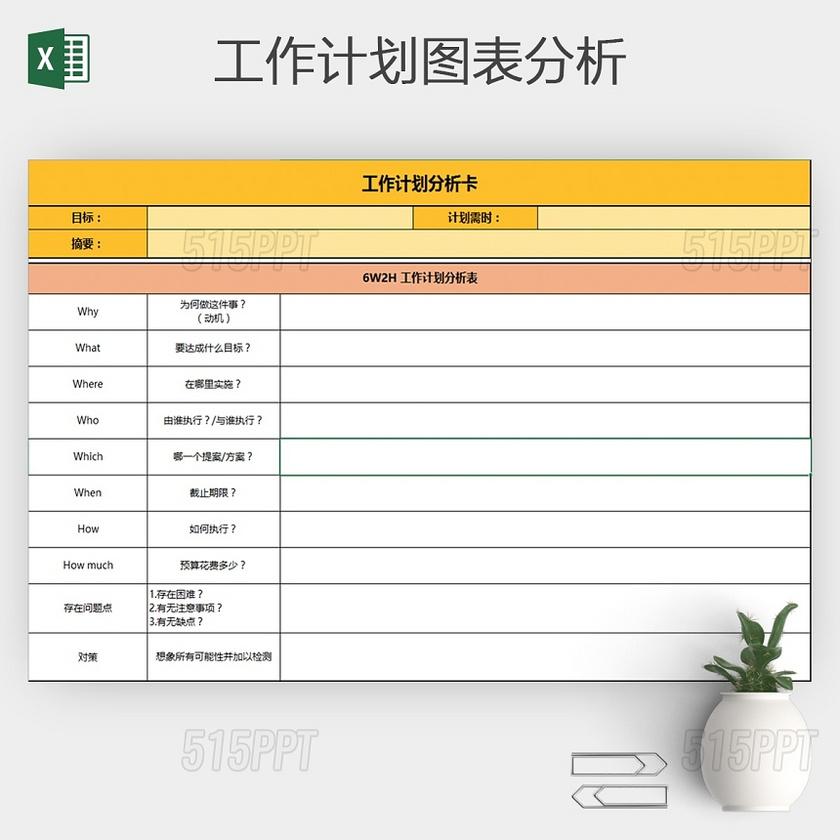 X
工作计划图表分析
工作计划分析卡
目标：
计划需时：
摘要：
515PPT
515PPT
6W2H 工作计划分析表
Why
为何做这件事？
（动机）
What
要达成什么目标？
Where
在哪里实施？
Who
由谁执行？/与谁执行？
Which
哪一个提案/方案？
When
截止期限？
How
如何执行？
How much
预算花费多少？
存在问题点
1.存在困难？
2.有无注意事项？
3.有无缺点？
对策
想象所有可能性并加以检测
515PPT
515PPT